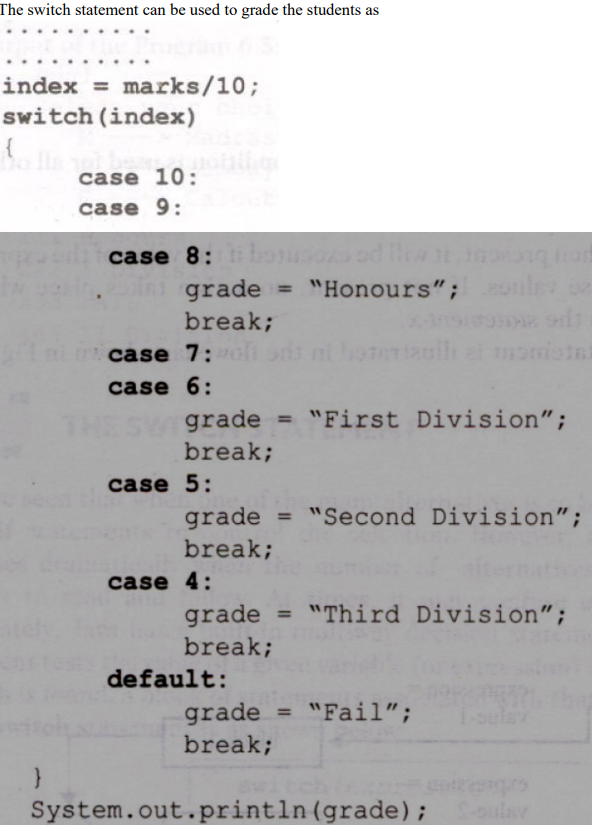 The switch statement can be used to grade the students as
. . . . . . . . . .
. . . . . . . . . .
index = marks/10;
switch(index)
{
case 10:
case 9:
case 8:
grade = “Honours”;
break;
case 7:
case 6:
grade = “First Division”;
break;
case 5:
grade = “Second Division”;
break;
case 4:
grade = “Third Division”;
break;
default:
grade = “Fail”;
break;
}
System.out.println(grade);